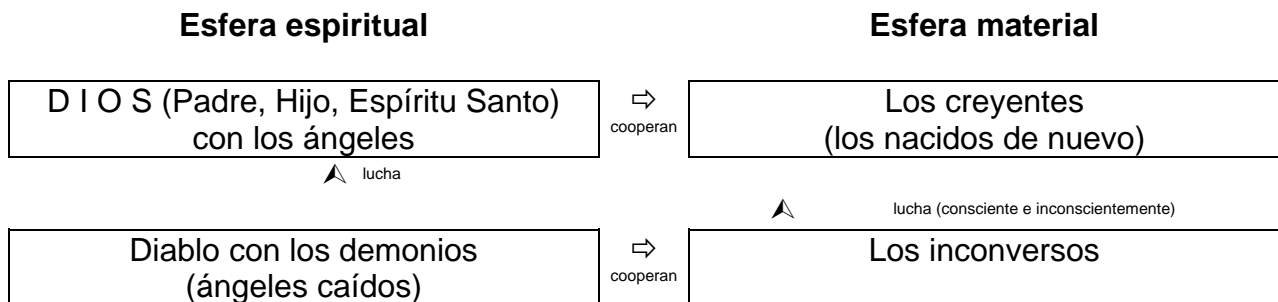 Esfera espiritual
Esfera material
D I O S (Padre, Hijo, Espíritu Santo)
con los ángeles
cooperan
Los creyentes
(los nacidos de nuevo)
lucha
lucha (consciente e inconscientemente)
Diablo con los demonios
(ángeles caídos)
cooperan
Los inconversos